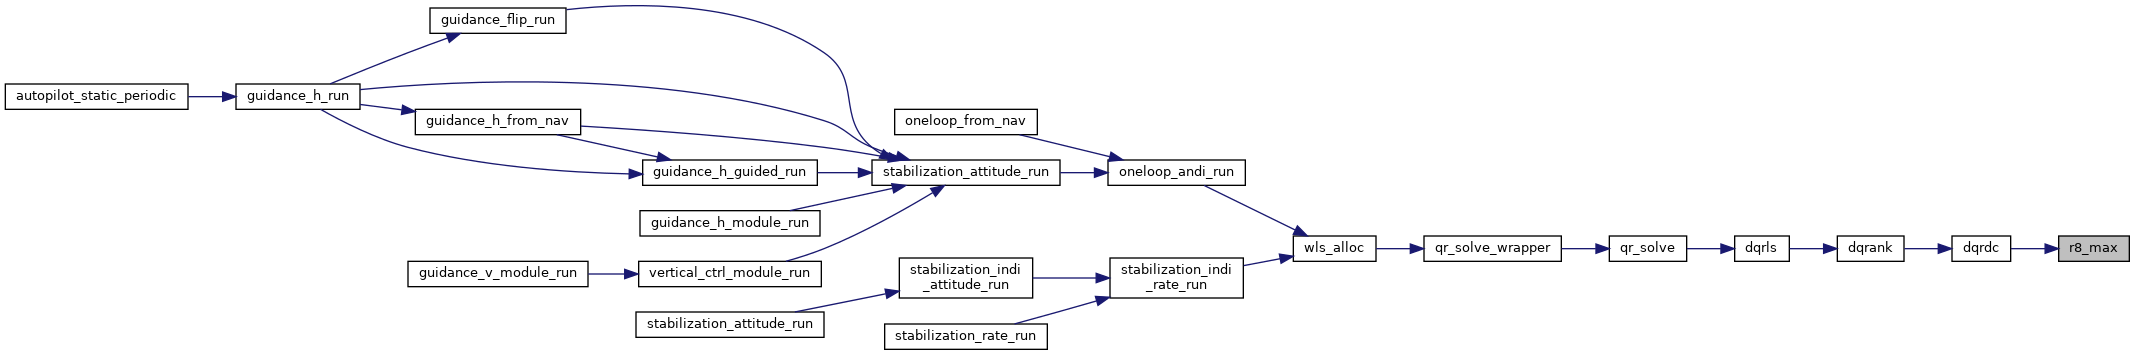 guidance_flip_run
autopilot_static_periodic
guidance_h_run
guidance_h_from_nav
oneloop_from_nav
guidance_h_guided_run
stabilization_attitude_run
oneloop_andi_run
guidance_h_module_run
wls_alloc
qr_solve_wrapper
qr_solve
dqrls
dqrank
dqrdc
r8_max
guidance_v_module_run
vertical_ctrl_module_run
stabilization_indi
_attitude_run
stabilization_indi
_rate_run
stabilization_attitude_run
stabilization_rate_run